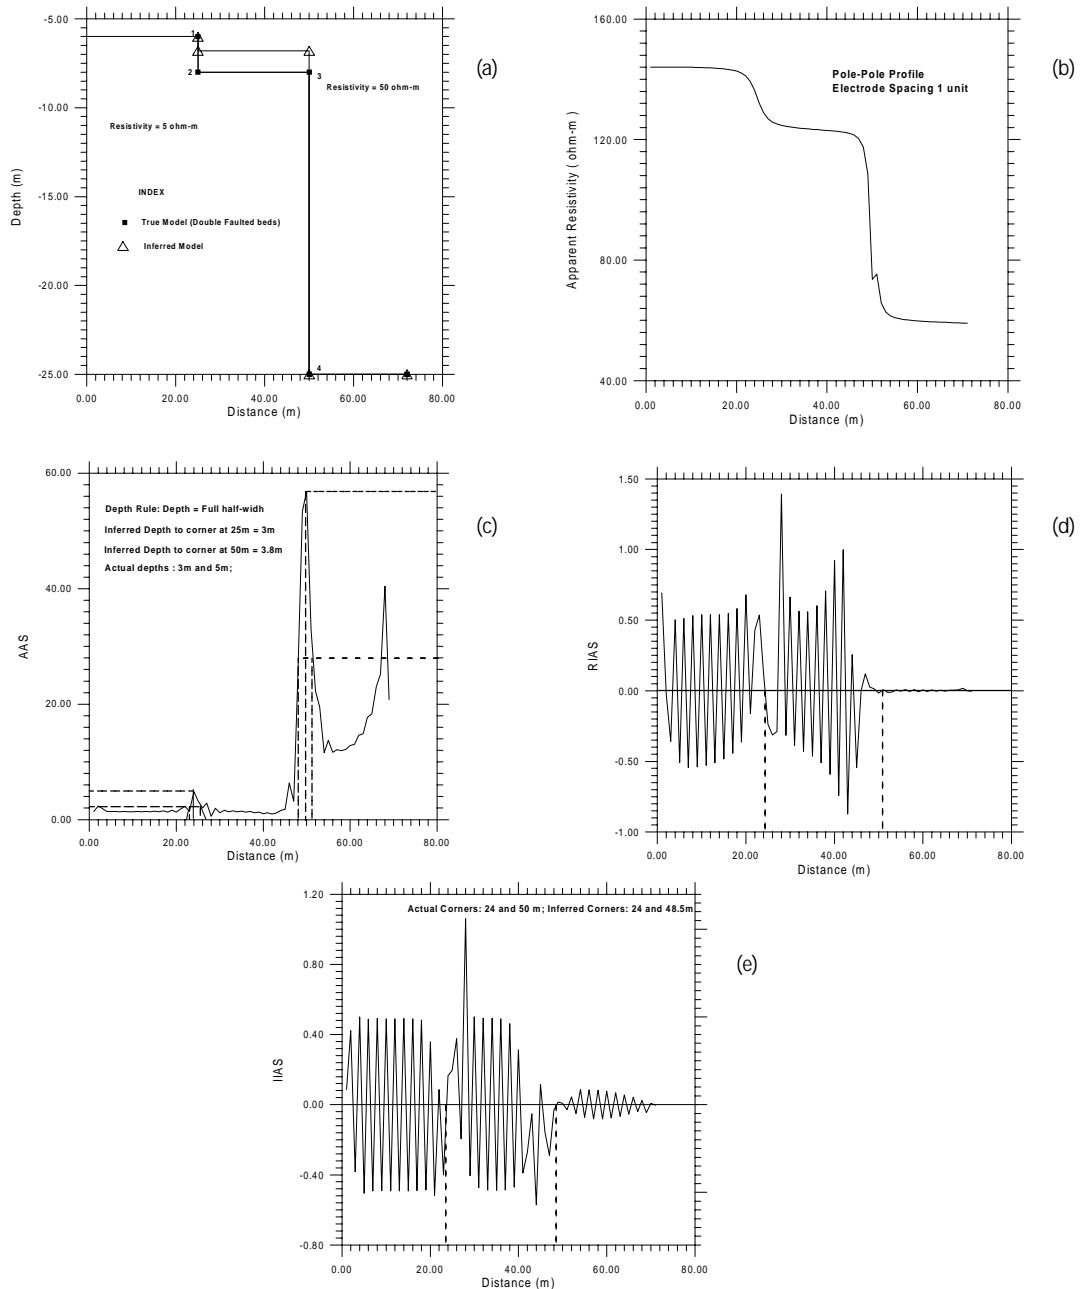 -5.00
-10.00
-15.00
-20.00
-25.00
Depth (m)
1
2
3
4
Resistivity = 50 ohm-m
Resistivity = 5 ohm-m
INDEX
True Model (Double Faulted beds)
Inferred Model
0.00 20.00 40.00 60.00 80.00
Distance (m)
(a)
160.00
120.00
80.00
40.00
Apparent Resistivity ( ohm-m )
Pole-Pole Profile
Electrode Spacing 1 unit
0.00 20.00 40.00 60.00 80.00
Distance (m)
(b)
60.00
40.00
20.00
0.00
AAS
Depth Rule: Depth = Full half-widh
Inferred Depth to corner at 25m = 3m
Inferred Depth to corner at 50m = 3.8m
Actual depths : 3m and 5m;
0.00 20.00 40.00 60.00 80.00
Distance (m)
(c)
1.50
1.00
0.50
0.00
-0.50
-1.00
RIAS
0.00 20.00 40.00 60.00 80.00
Distance (m)
(d)
1.20
0.80
0.40
0.00
-0.40
-0.80
IIAS
Actual Corners: 24 and 50 m; Inferred Corners: 24 and 48.5m
0.00 20.00 40.00 60.00 80.00
Distance (m)
(e)